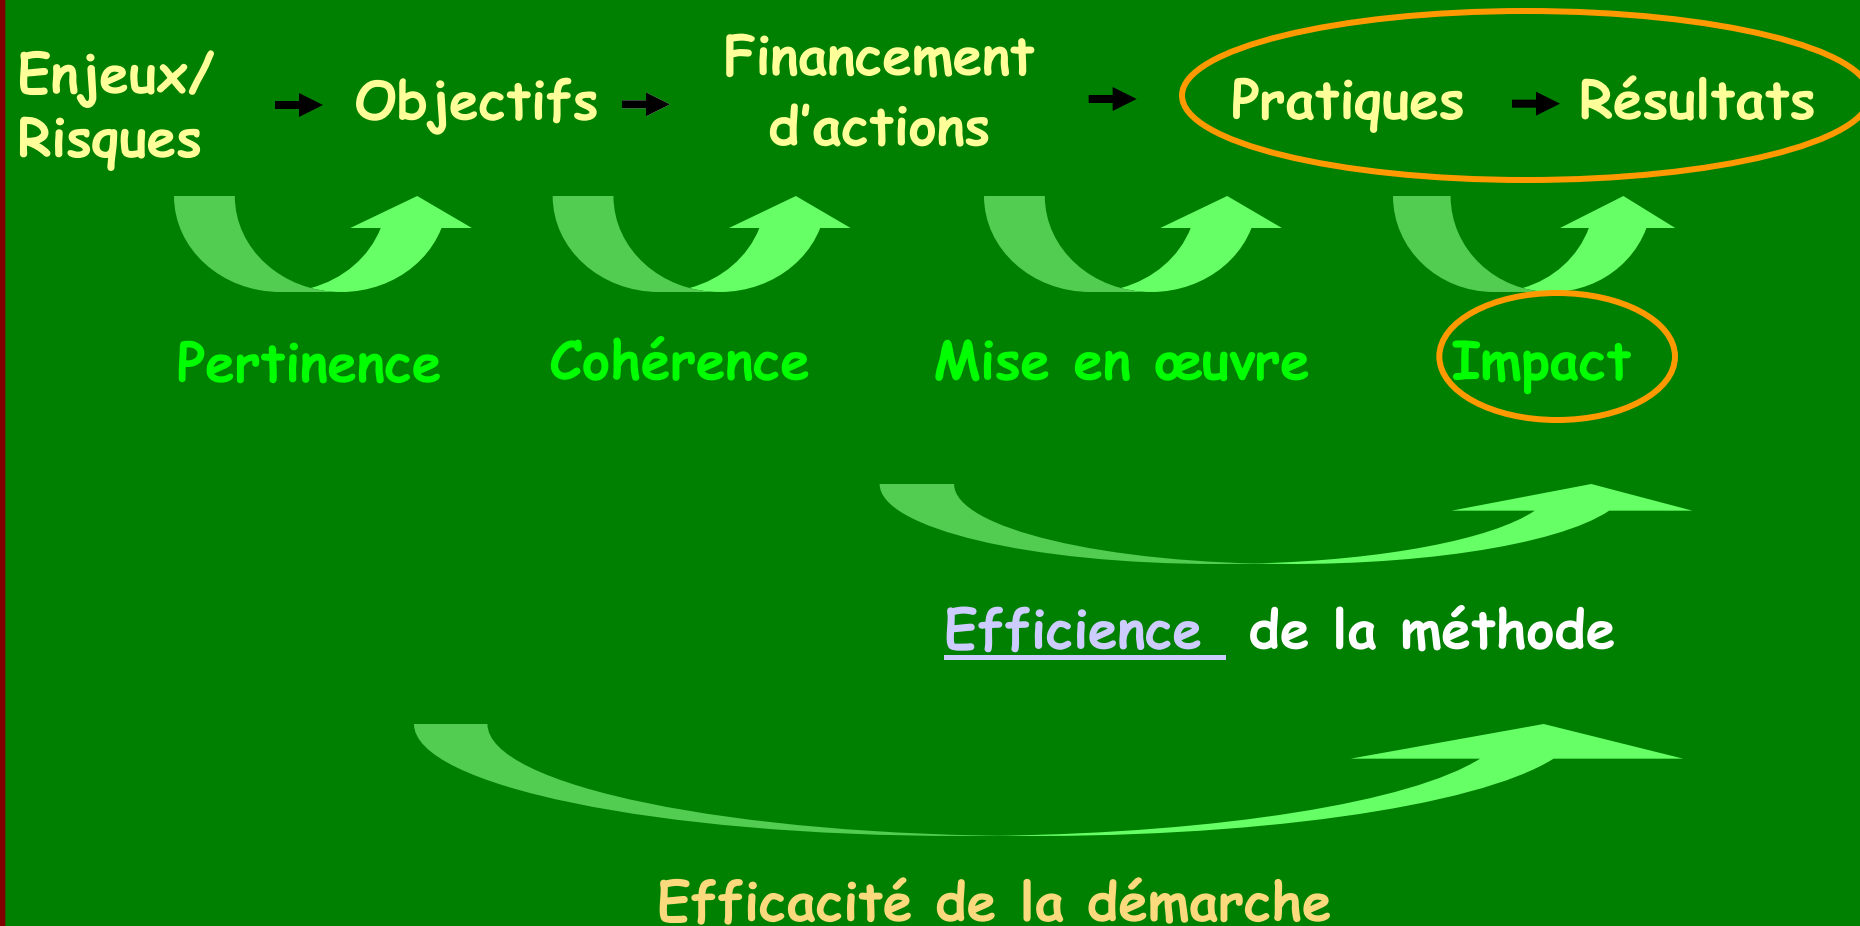 Enjeux/
Risques
Objectifs
Financement
d’actions
Pratiques
Résultats
Pertinence
Cohérence
Mise en œuvre
Impact
Efficience de la méthode
Efficacité de la démarche